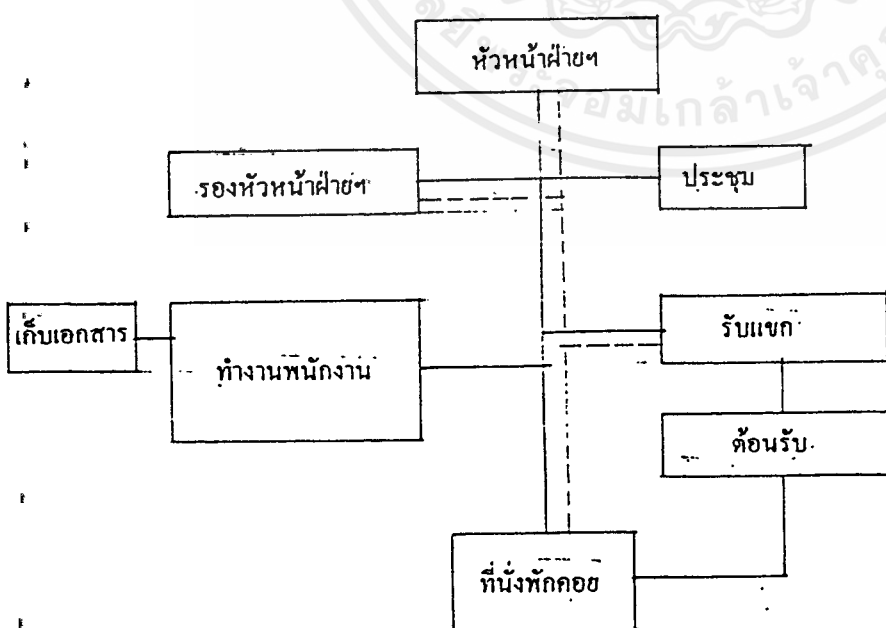 หัวหน้าฝ่ายฯ
รองหัวหน้าฝ่ายฯ
ประชุม
เก็บเอกสาร
ทำงานพนักงาน
รับแขก
ต้อนรับ
ที่นั่งพักคอย